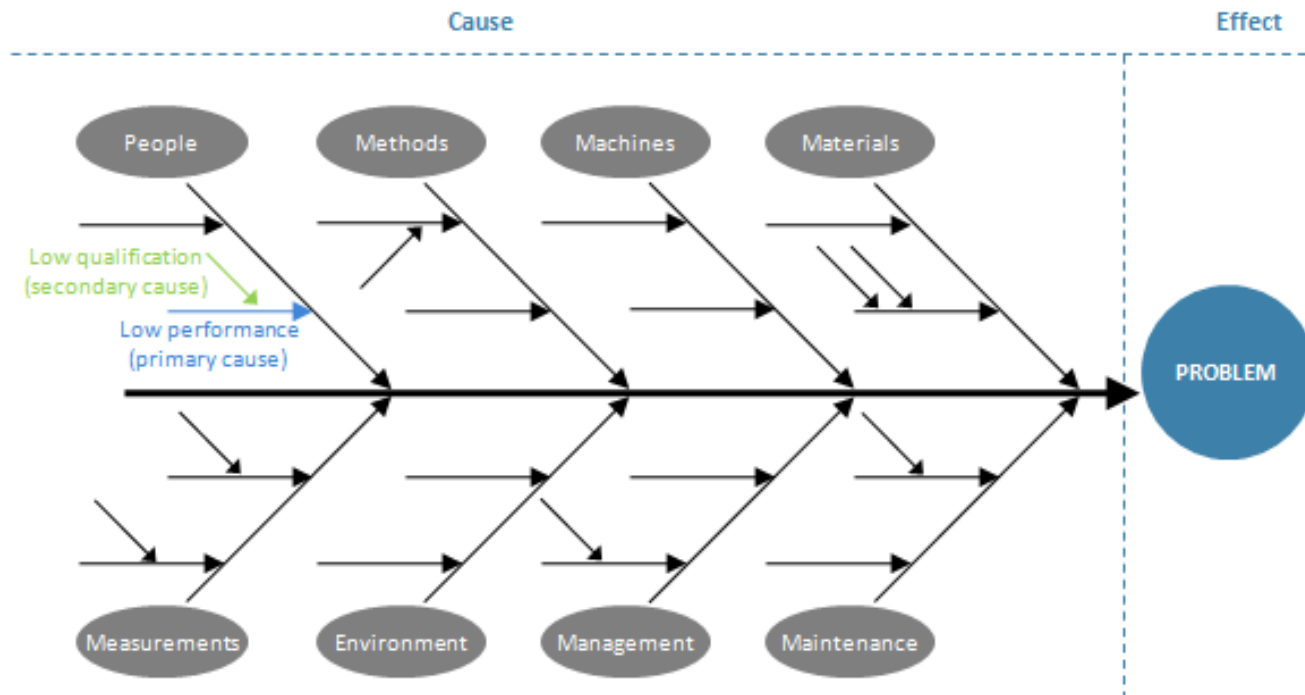 Cause
Effect
People
Methods
Machines
Materials
Low qualification
(secondary cause)
Low performance
(primary cause)
PROBLEM
Measurements
Environment
Management
Maintenance